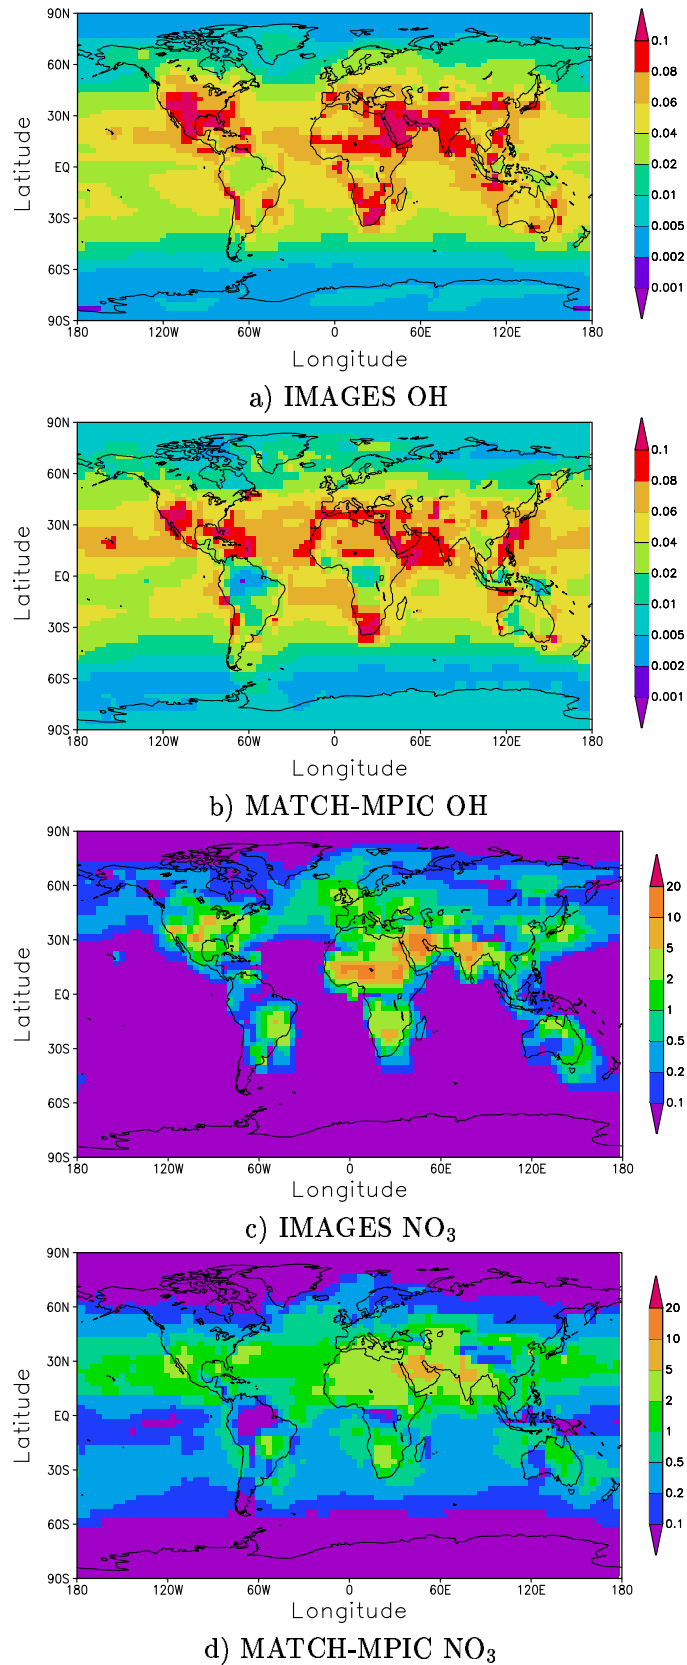 90N
60N
30N
EQ
30S
60S
90S
Latitude
180 120W 60W 0 60E 120E 180
Longitude
0.1
0.08
0.06
0.04
0.02
0.01
0.005
0.002
0.001
a) IMAGES OH
90N
60N
30N
EQ
30S
60S
90S
Latitude
180 120W 60W 0 60E 120E 180
Longitude
0.1
0.08
0.06
0.04
0.02
0.01
0.005
0.002
0.001
b) MATCH-MPIC OH
90N
60N
30N
EQ
30S
60S
90S
Latitude
180 120W 60W 0 60E 120E 180
Longitude
20
10
5
2
1
0.5
0.2
0.1
c) IMAGES NO₃
90N
60N
30N
EQ
30S
60S
90S
Latitude
180 120W 60W 0 60E 120E 180
Longitude
20
10
5
2
1
0.5
0.2
0.1
d) MATCH-MPIC NO₃